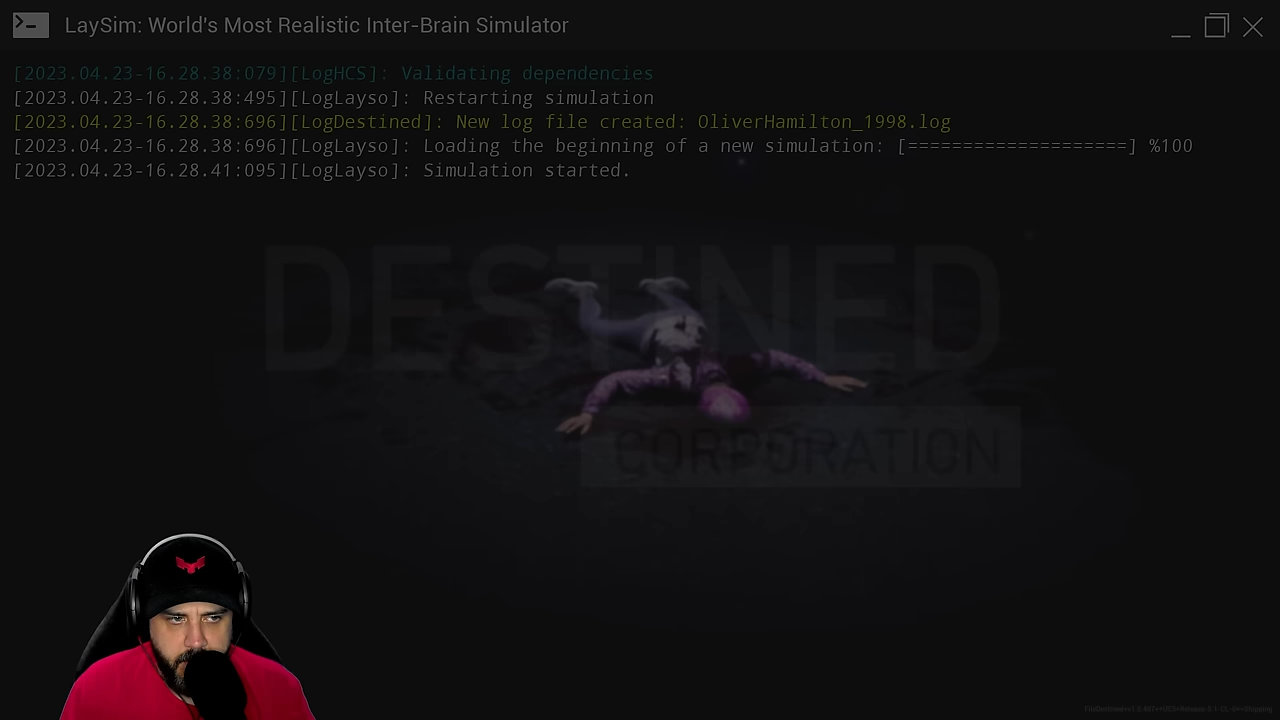 LaySim: World's Most Realistic Inter-Brain Simulator
[2023.04.23-16.28.38:079][LogHCS]: Validating dependencies
[2023.04.23-16.28.38:495][LogLayso]: Restarting simulation
[2023.04.23-16.28.38:696][LogDestined]: New log file created: OliverHamilton_1998.log
[2023.04.23-16.28.38:696][LogLayso]: Loading the beginning of a new simulation: [====================] %100
[2023.04.23-16.28.41:095][LogLayso]: Simulation started.
DESTINED
CORPORATION